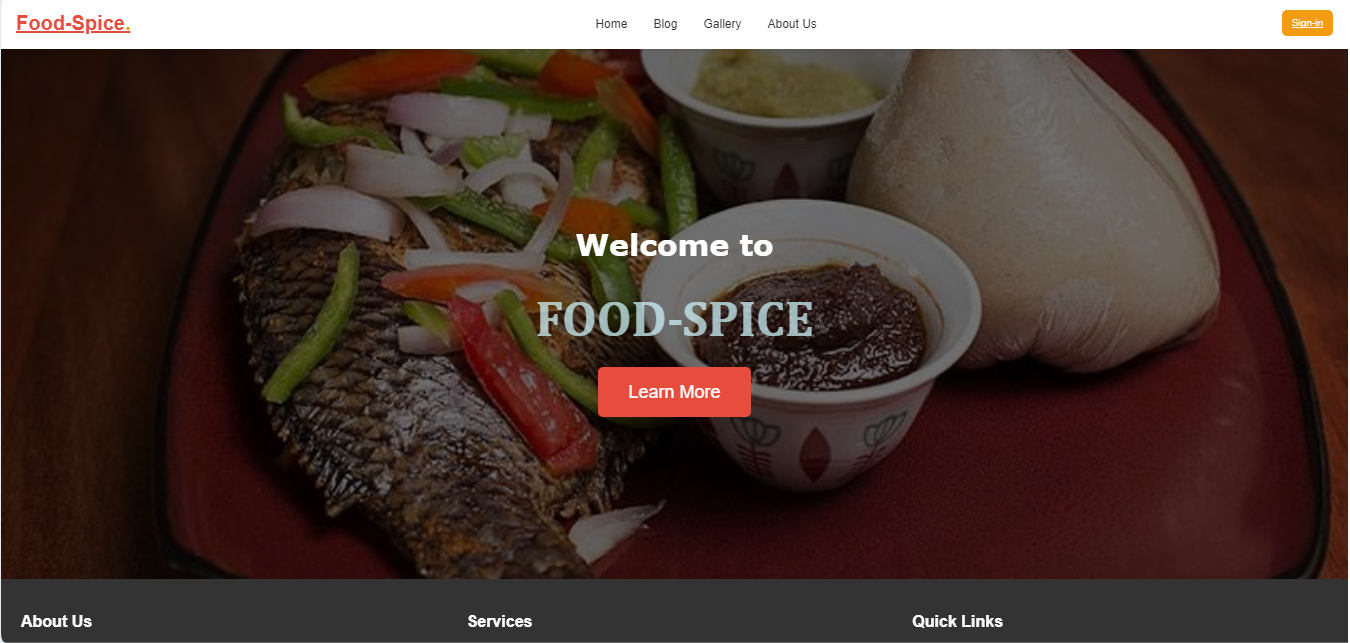 Food-Spice.
Home Blog Gallery About Us
Sign-in
Welcome to
FOOD-SPICE
Learn More
About Us Services Quick Links